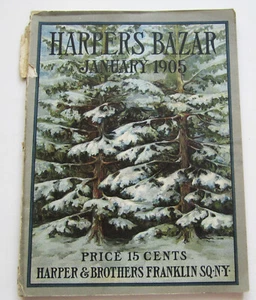 HARPERS BAZAR
JANUARY 1905
PRICE 15 CENTS
HARPER & BROTHERS FRANKLIN SQ·N·Y·